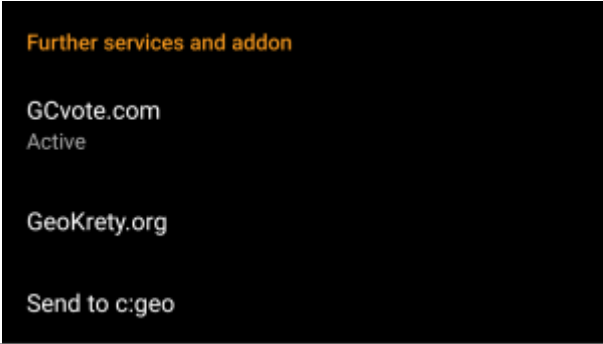 Further services and addon
GCvote.com
Active
GeoKrety.org
Send to c:geo